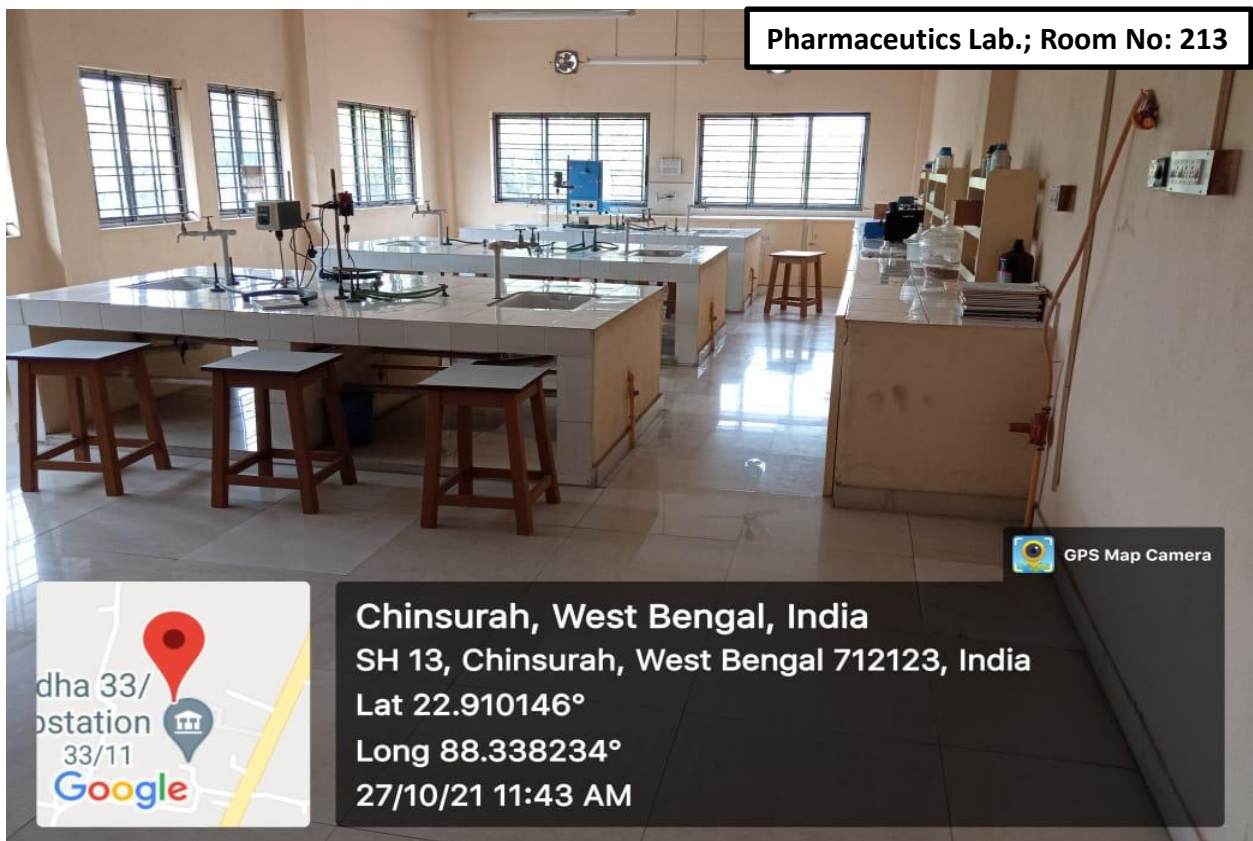 Pharmaceutics Lab.; Room No: 213
GPS Map Camera
Chinsurah, West Bengal, India
SH 13, Chinsurah, West Bengal 712123, India
Lat 22.910146°
Long 88.338234°
27/10/21 11:43 AM
dha 33/
ostation
33/11
Google